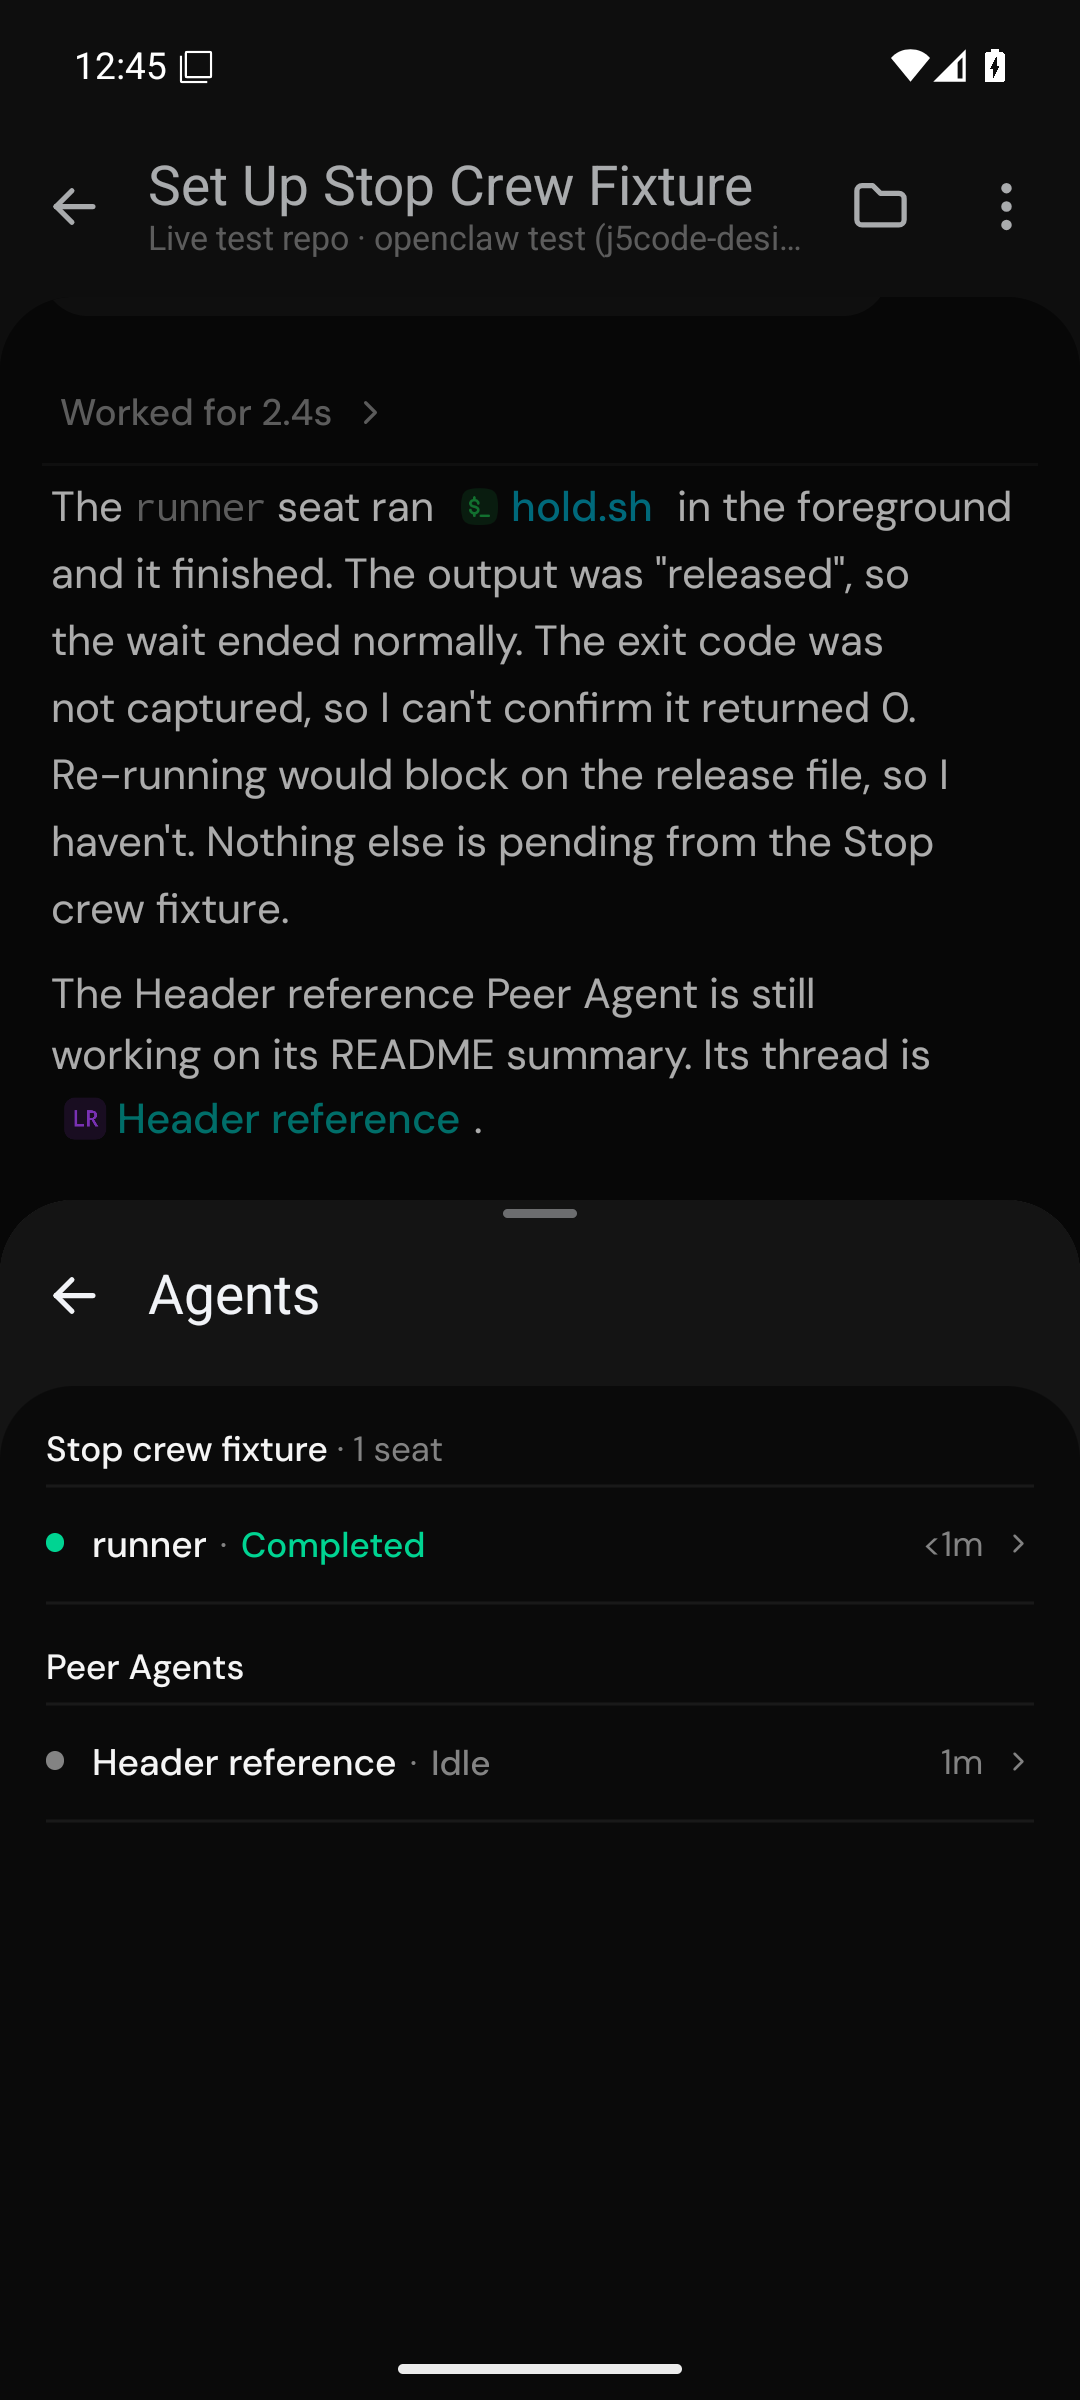 12:45
Set Up Stop Crew Fixture
Live test repo · openclaw test (j5code-desi...
Worked for 2.4s
The runner seat ran $_ hold.sh in the foreground
and it finished. The output was "released", so
the wait ended normally. The exit code was
not captured, so I can't confirm it returned 0.
Re-running would block on the release file, so I
haven't. Nothing else is pending from the Stop
crew fixture.
The Header reference Peer Agent is still
working on its README summary. Its thread is
LR Header reference .
Agents
Stop crew fixture · 1 seat
runner · Completed <1m
Peer Agents
Header reference · Idle 1m